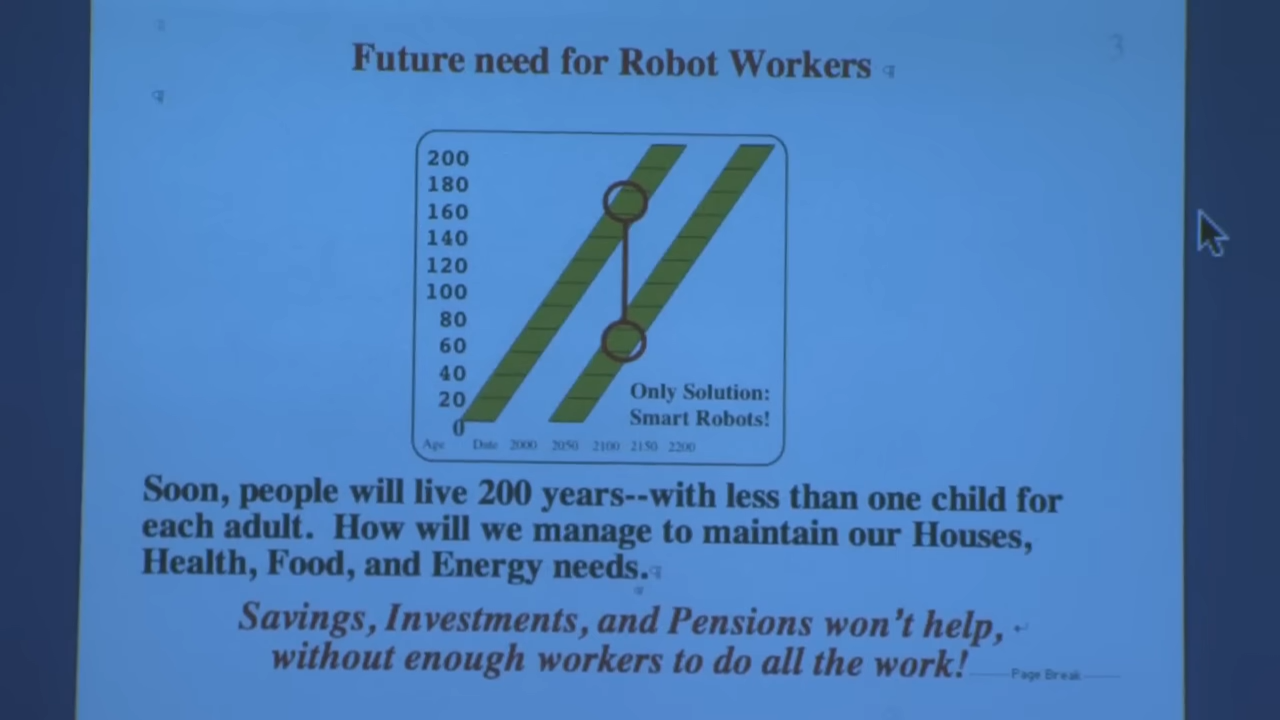 Future need for Robot Workers
3
200
180
160
140
120
100
80
60
40
20
0
Only Solution:
Smart Robots!
Age Date 2000 2050 2100 2150 2200
Soon, people will live 200 years--with less than one child for
each adult. How will we manage to maintain our Houses,
Health, Food, and Energy needs.
Savings, Investments, and Pensions won't help,
without enough workers to do all the work!
Page Break